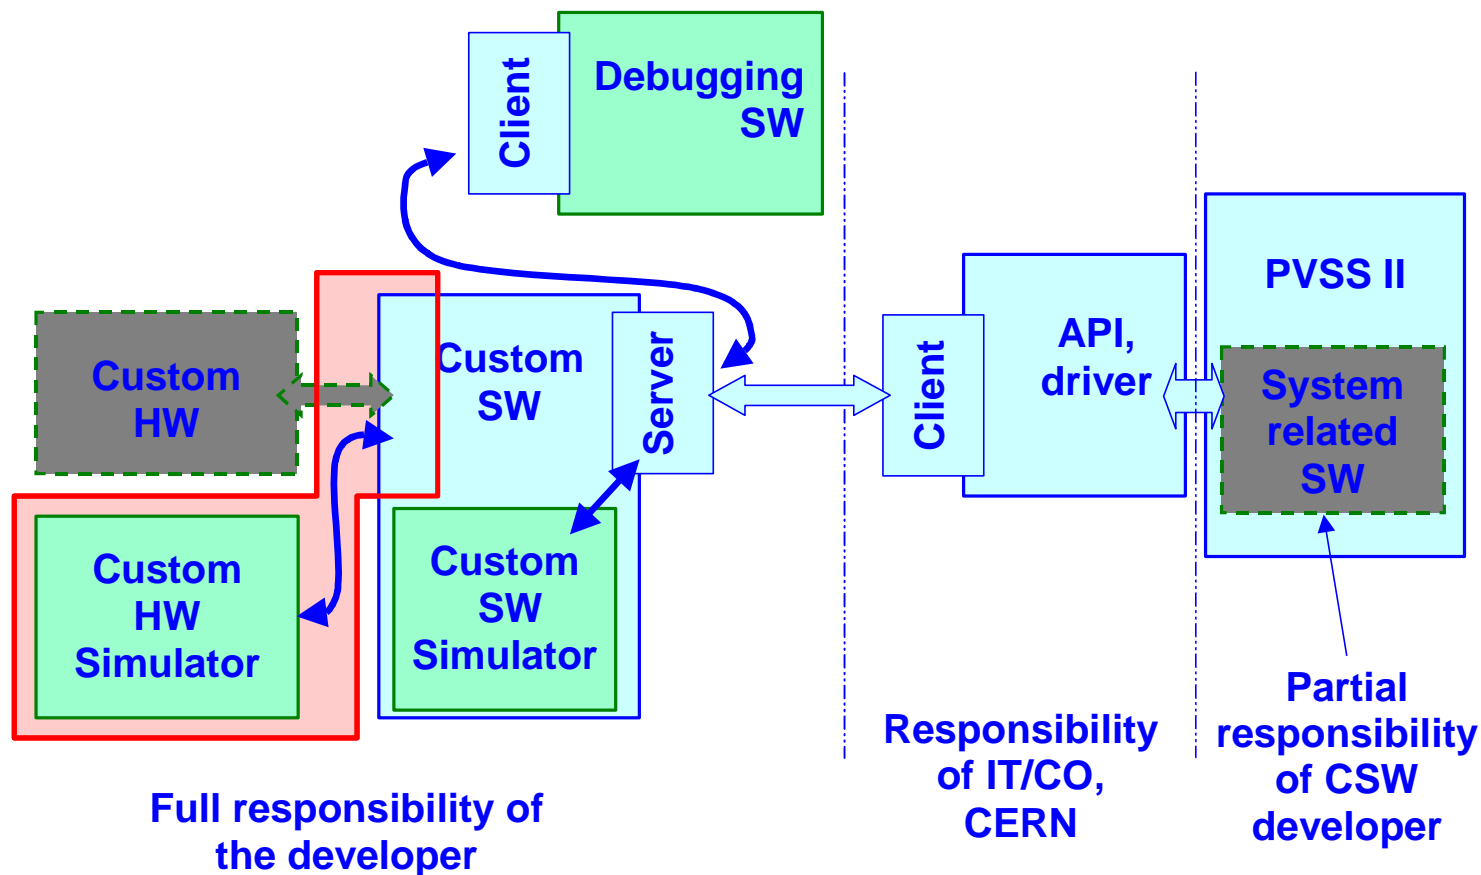 Client
Debugging
SW
Custom
HW
Custom
SW
Server
Client
API,
driver
PVSS II
System
related
SW
Custom
HW
Simulator
Custom
SW
Simulator
Full responsibility of
the developer
Responsibility
of IT/CO,
CERN
Partial
responsibility
of CSW
developer